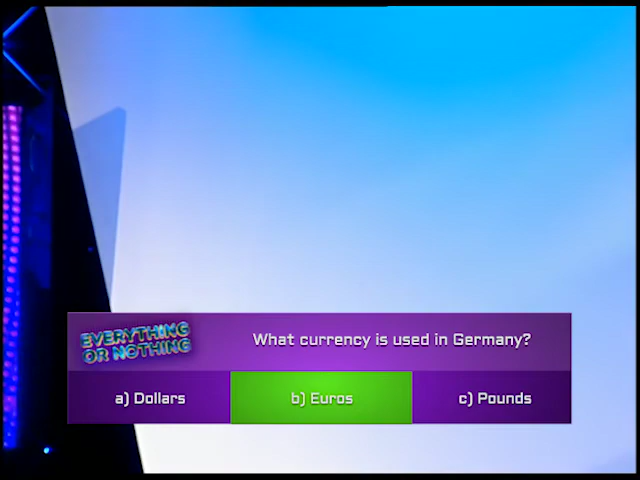 EVERYTHING
OR NOTHING
What currency is used in Germany?
a) Dollars
b) Euros
c) Pounds